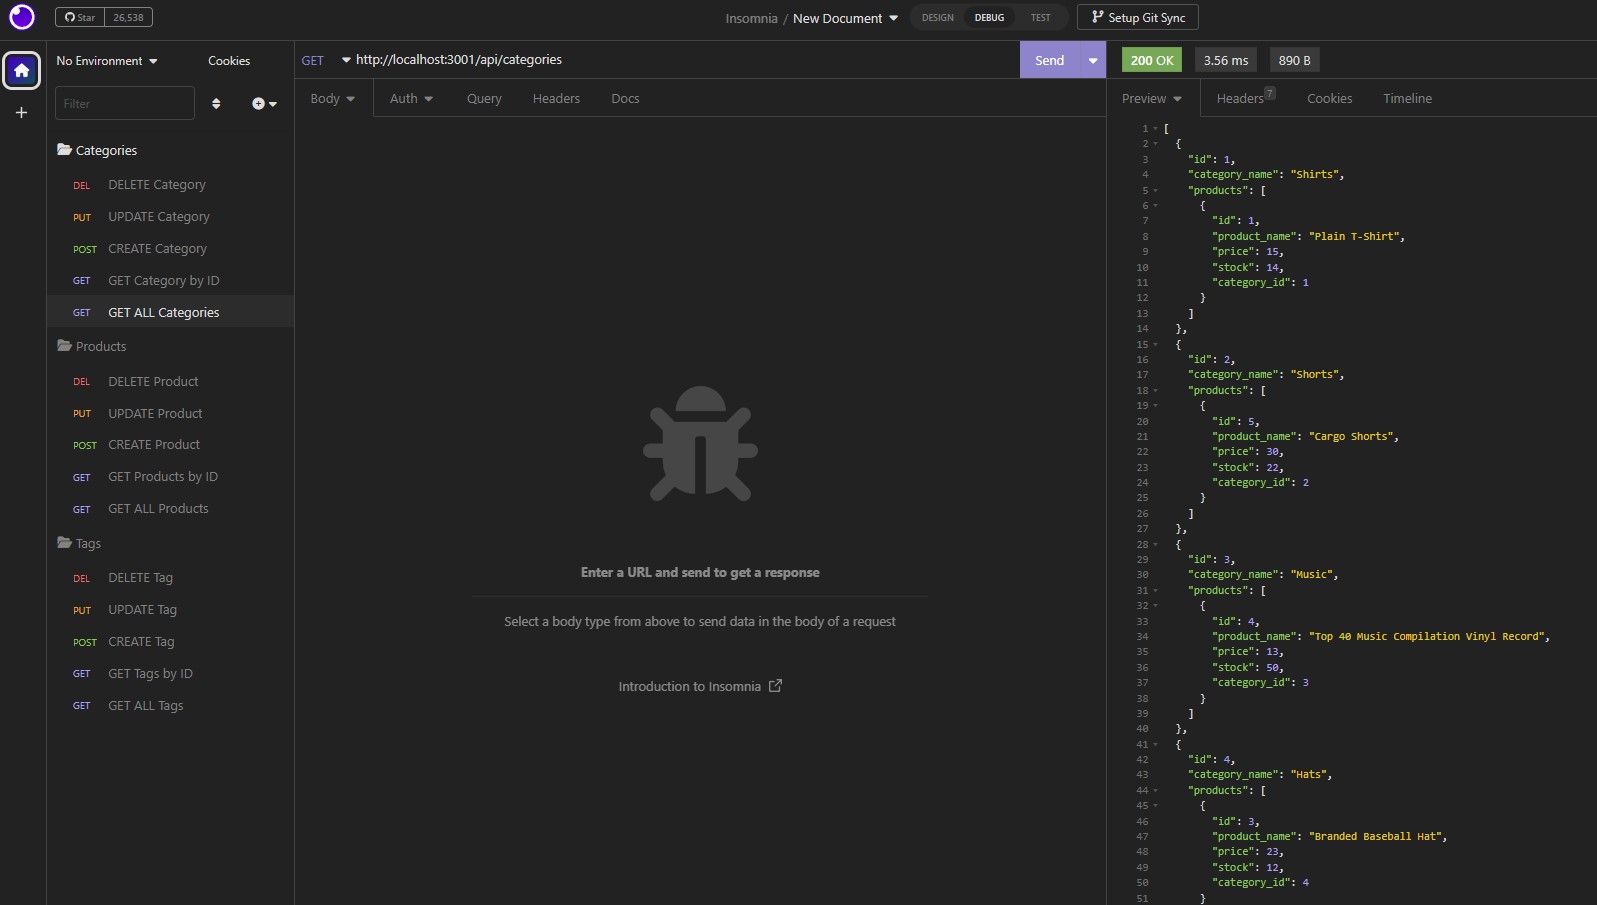 Star 26,538
Insomnia / New Document
DESIGN DEBUG TEST
Setup Git Sync
No Environment
Cookies
Filter
Categories
DEL DELETE Category
PUT UPDATE Category
POST CREATE Category
GET GET Category by ID
GET GET ALL Categories
Products
DEL DELETE Product
PUT UPDATE Product
POST CREATE Product
GET GET Products by ID
GET GET ALL Products
Tags
DEL DELETE Tag
PUT UPDATE Tag
POST CREATE Tag
GET GET Tags by ID
GET GET ALL Tags
GET http://localhost:3001/api/categories
Send
Body Auth Query Headers Docs
Enter a URL and send to get a response
Select a body type from above to send data in the body of a request
Introduction to Insomnia
200 OK 3.56 ms 890 B
Preview Headers 7 Cookies Timeline
1 [
2 {
3 "id": 1,
4 "category_name": "Shirts",
5 "products": [
6 {
7 "id": 1,
8 "product_name": "Plain T-Shirt",
9 "price": 15,
10 "stock": 14,
11 "category_id": 1
12 }
13 ]
14 },
15 {
16 "id": 2,
17 "category_name": "Shorts",
18 "products": [
19 {
20 "id": 5,
21 "product_name": "Cargo Shorts",
22 "price": 30,
23 "stock": 22,
24 "category_id": 2
25 }
26 ]
27 },
28 {
29 "id": 3,
30 "category_name": "Music",
31 "products": [
32 {
33 "id": 4,
34 "product_name": "Top 40 Music Compilation Vinyl Record",
35 "price": 13,
36 "stock": 50,
37 "category_id": 3
38 }
39 ]
40 },
41 {
42 "id": 4,
43 "category_name": "Hats",
44 "products": [
45 {
46 "id": 3,
47 "product_name": "Branded Baseball Hat",
48 "price": 23,
49 "stock": 12,
50 "category_id": 4
51 }